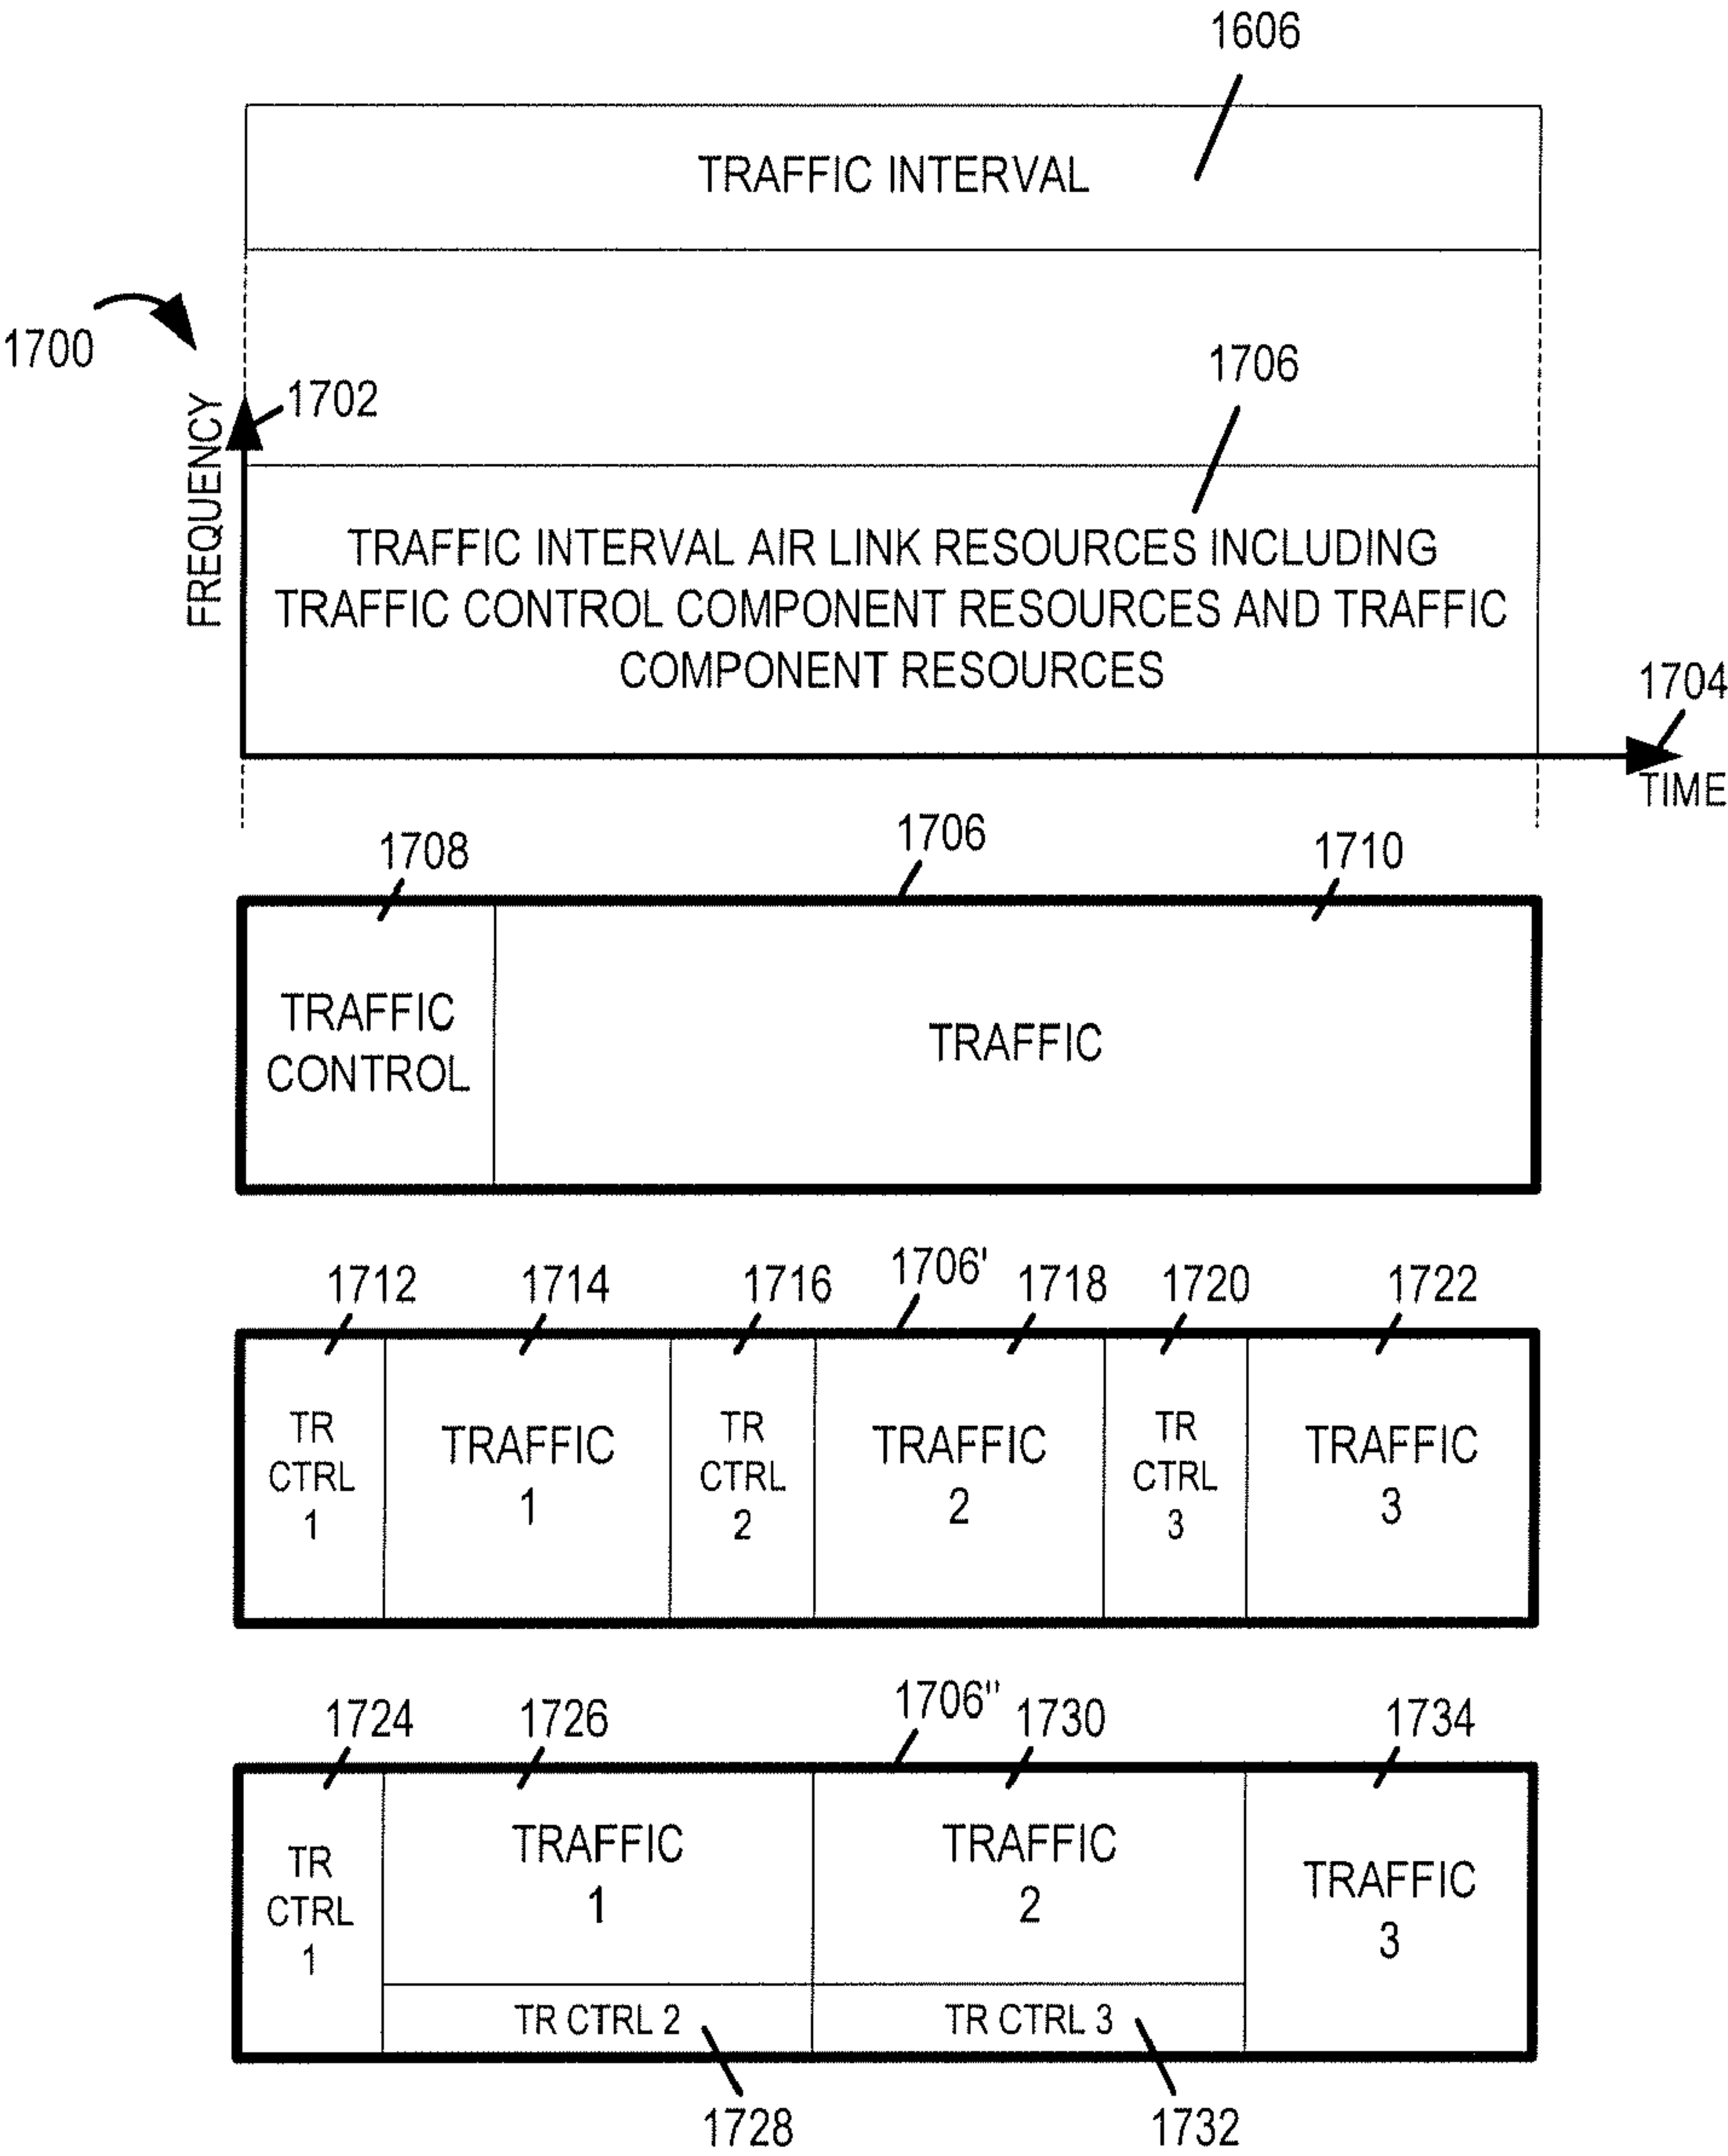 1606
TRAFFIC INTERVAL
1700
1706
1702
FREQUENCY
TRAFFIC INTERVAL AIR LINK RESOURCES INCLUDING
TRAFFIC CONTROL COMPONENT RESOURCES AND TRAFFIC
COMPONENT RESOURCES
1704
TIME
1708
1706
1710
TRAFFIC
CONTROL
TRAFFIC
1712
1714
1716
1706'
1718
1720
1722
TR
CTRL
1
TRAFFIC
1
TR
CTRL
2
TRAFFIC
2
TR
CTRL
3
TRAFFIC
3
1724
1726
1706"
1730
1734
TR
CTRL
1
TRAFFIC
1
TRAFFIC
2
TRAFFIC
3
TR CTRL 2
TR CTRL 3
1728
1732